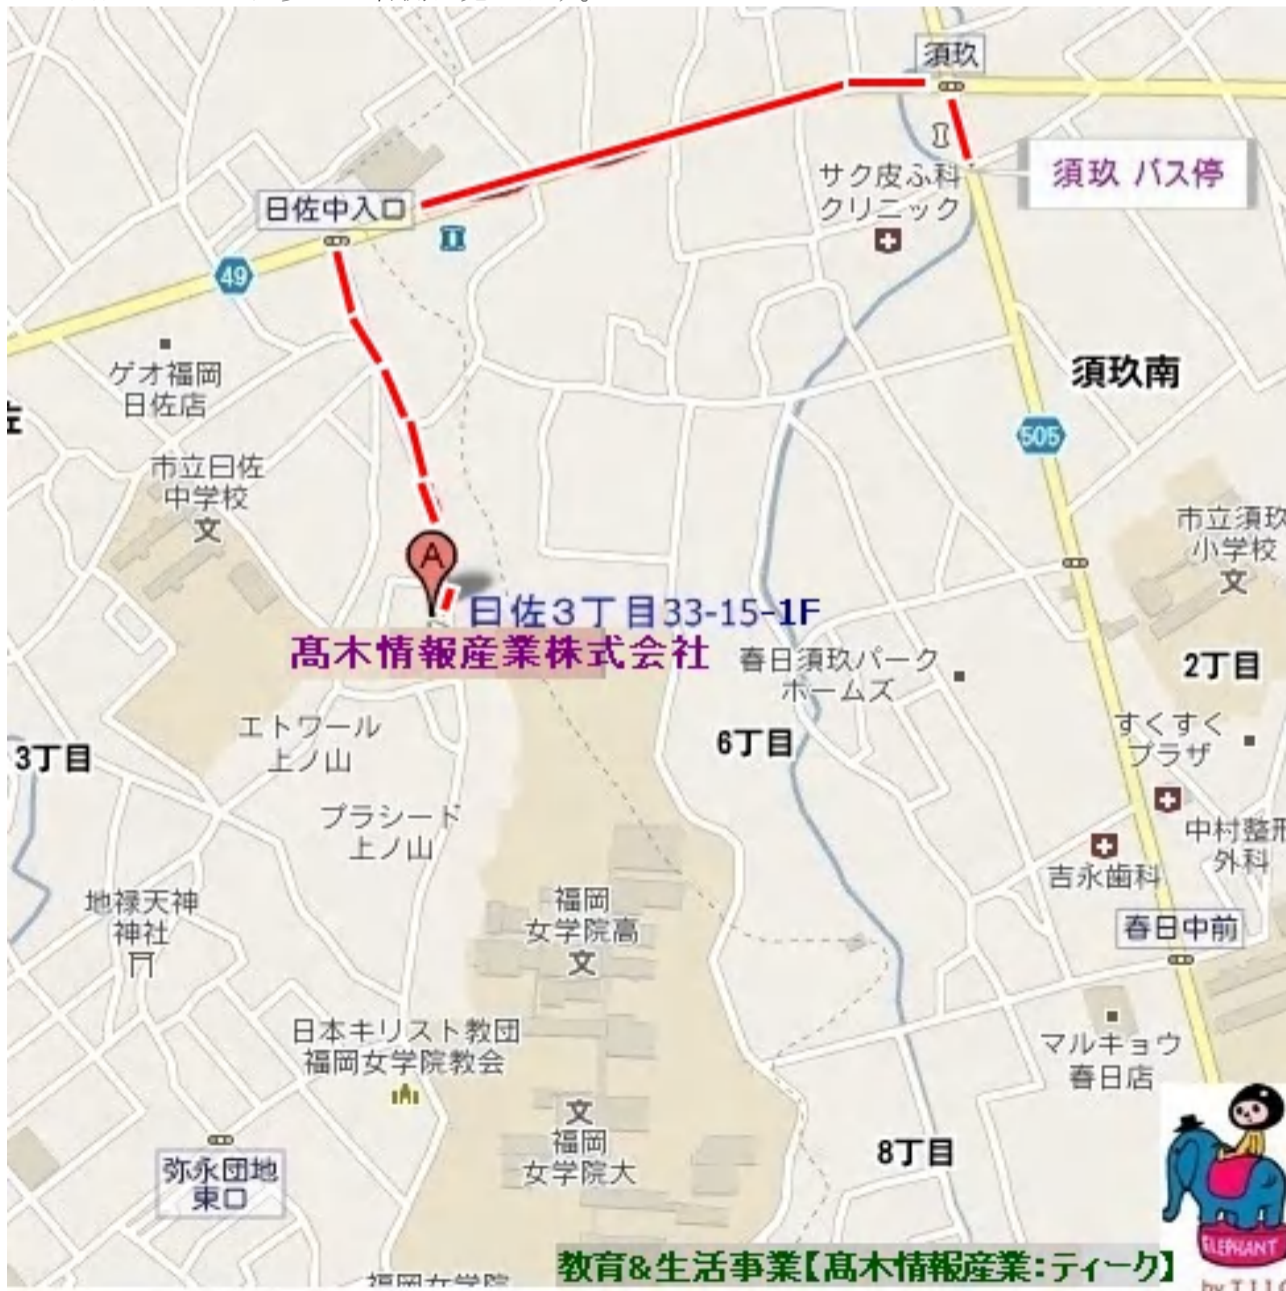 須玖
サク皮ふ科
クリニック
須玖 バス停
日佐中入口
49
ゲオ福岡
日佐店
須玖南
佐
505
市立日佐
中学校
文
市立須玖
小学校
文
A
日佐3丁目33-15-1F
髙木情報産業株式会社
春日須玖パーク
ホームズ
2丁目
エトワール
上ノ山
3丁目
6丁目
すくすく
プラザ
プラシード
上ノ山
中村整形
外科
吉永歯科
地禄天神
神社
福岡
女学院高
文
春日中前
日本キリスト教団
福岡女学院教会
マルキョウ
春日店
文
福岡
女学院大
8丁目
弥永団地
東口
ELEPHANT
教育&生活事業【髙木情報産業:ティーク】
福岡女学院